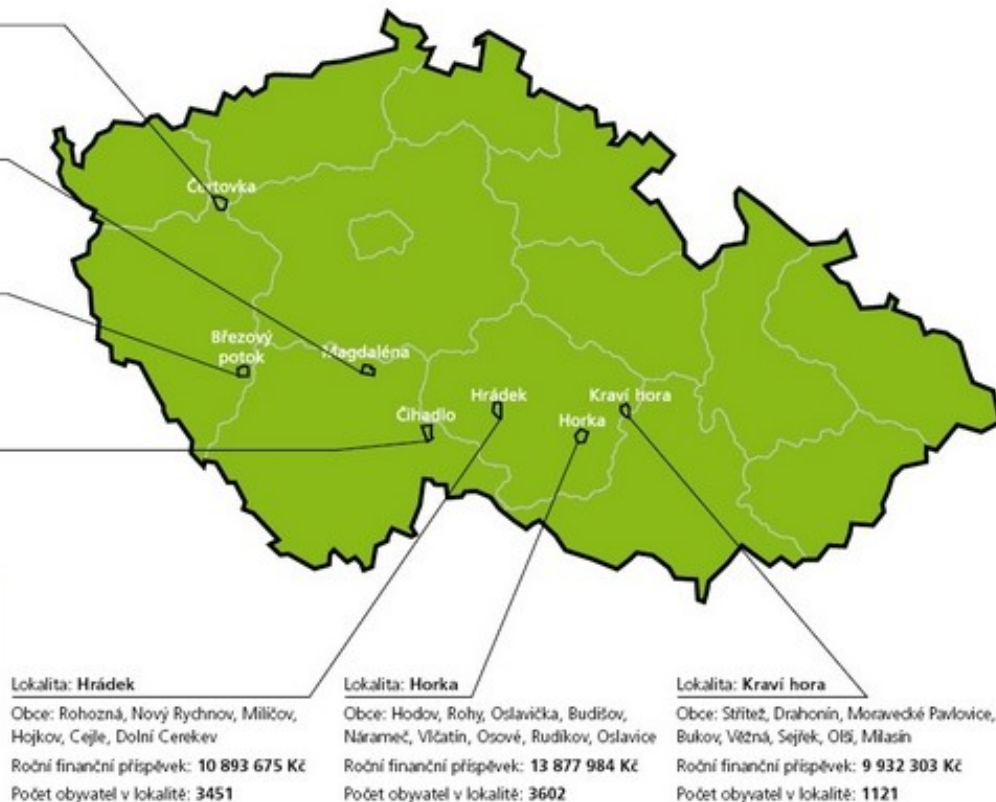 Čertovka
Březový
potok
Magdaléna
Čihadlo
Hrádek
Horka
Kraví hora
Lokalita: Hrádek
Obce: Rohozná, Nový Rychnov, Milíčov,
Hojkov, Cejle, Dolní Cerekev
Roční finanční příspěvek: 10 893 675 Kč
Počet obyvatel v lokalitě: 3451
Lokalita: Horka
Obce: Hodov, Rohy, Oslavička, Budišov,
Nárameč, Vlčatín, Osové, Rudíkov, Oslavice
Roční finanční příspěvek: 13 877 984 Kč
Počet obyvatel v lokalitě: 3602
Lokalita: Kraví hora
Obce: Střítež, Drahonín, Moravecké Pavlovice,
Bukov, Věžná, Sejřek, Olší, Milasín
Roční finanční příspěvek: 9 932 303 Kč
Počet obyvatel v lokalitě: 1121